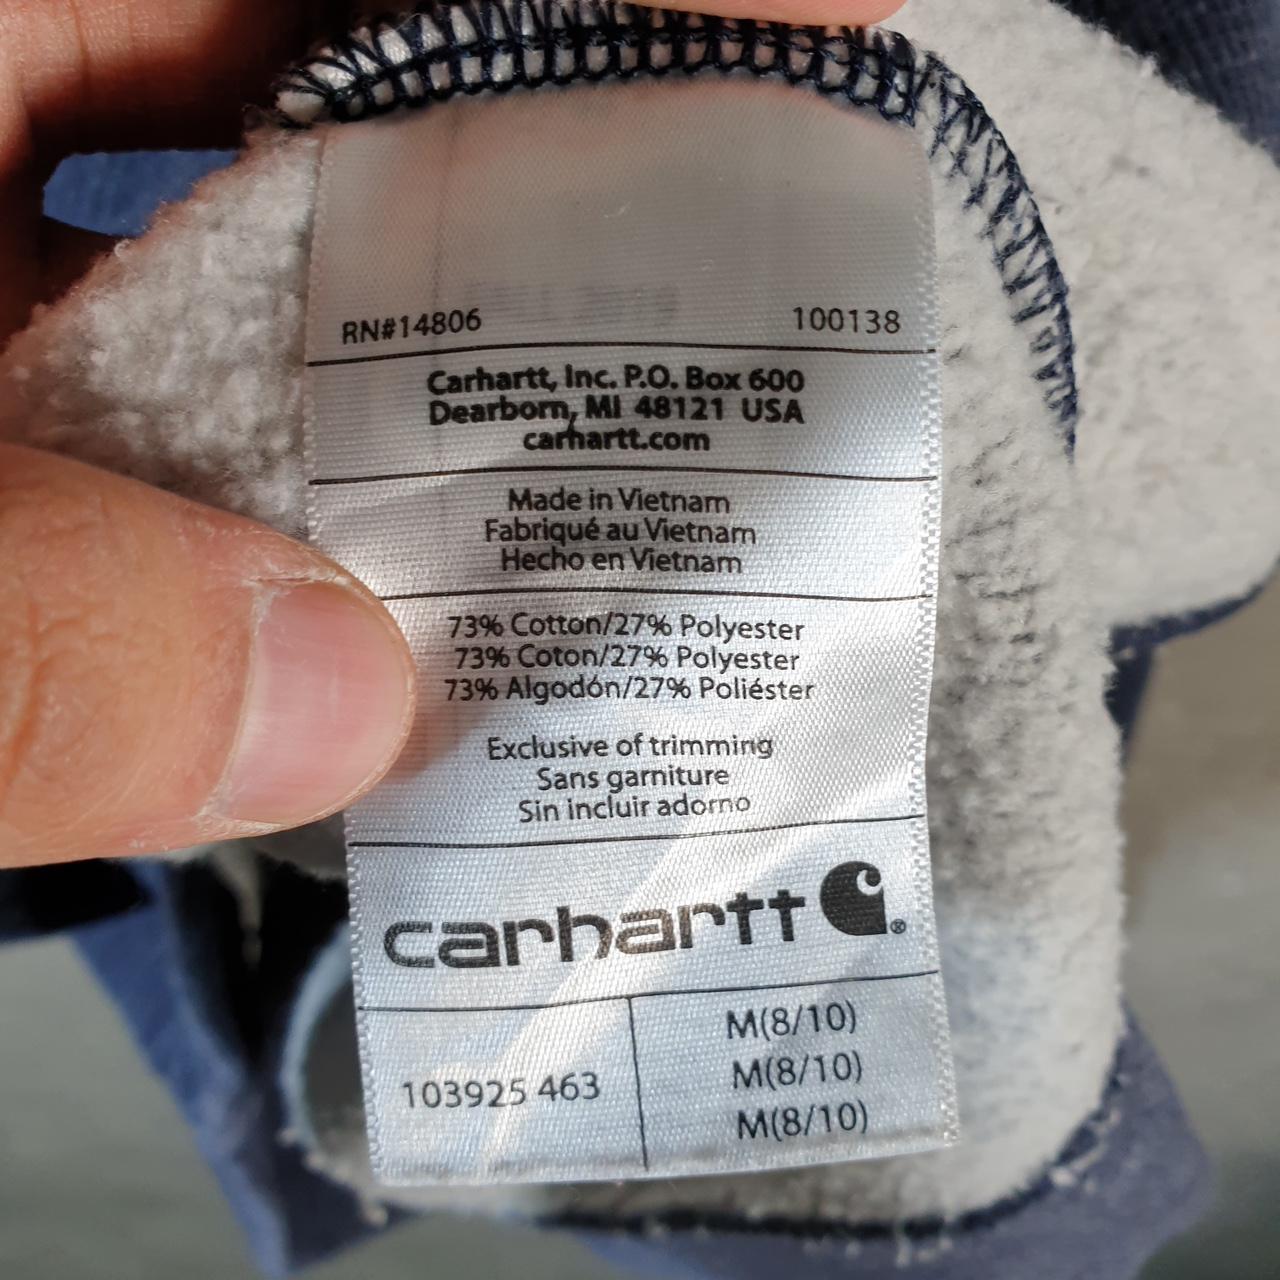 RN#14806 100138
Carhartt, Inc. P.O. Box 600
Dearborn, MI 48121 USA
carhartt.com
Made in Vietnam
Fabriqué au Vietnam
Hecho en Vietnam
73% Cotton/27% Polyester
73% Coton/27% Polyester
73% Algodón/27% Poliéster
Exclusive of trimming
Sans garniture
Sin incluir adorno
carhartt ®
103925 463
M(8/10)
M(8/10)
M(8/10)